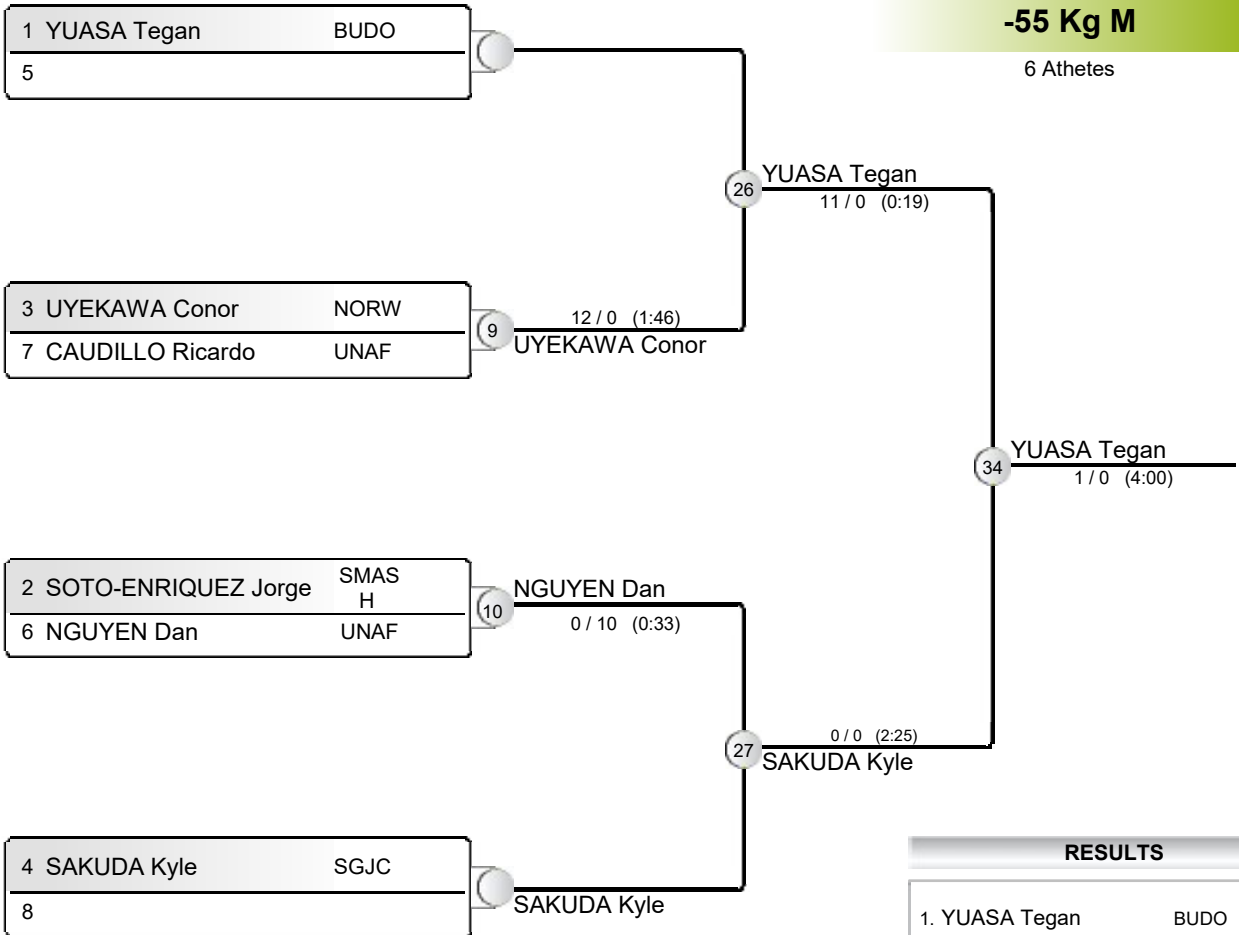 -55 Kg M
6 Athetes
1 YUASA Tegan BUDO
5
26
YUASA Tegan
11 / 0 (0:19)
3 UYEKAWA Conor NORW
7 CAUDILLO Ricardo UNAF
9
12 / 0 (1:46)
UYEKAWA Conor
34
YUASA Tegan
1 / 0 (4:00)
2 SOTO-ENRIQUEZ Jorge SMAS
H
6 NGUYEN Dan UNAF
10
NGUYEN Dan
0 / 10 (0:33)
27
0 / 0 (2:25)
SAKUDA Kyle
4 SAKUDA Kyle SGJC
8
SAKUDA Kyle
RESULTS
1. YUASA Tegan BUDO